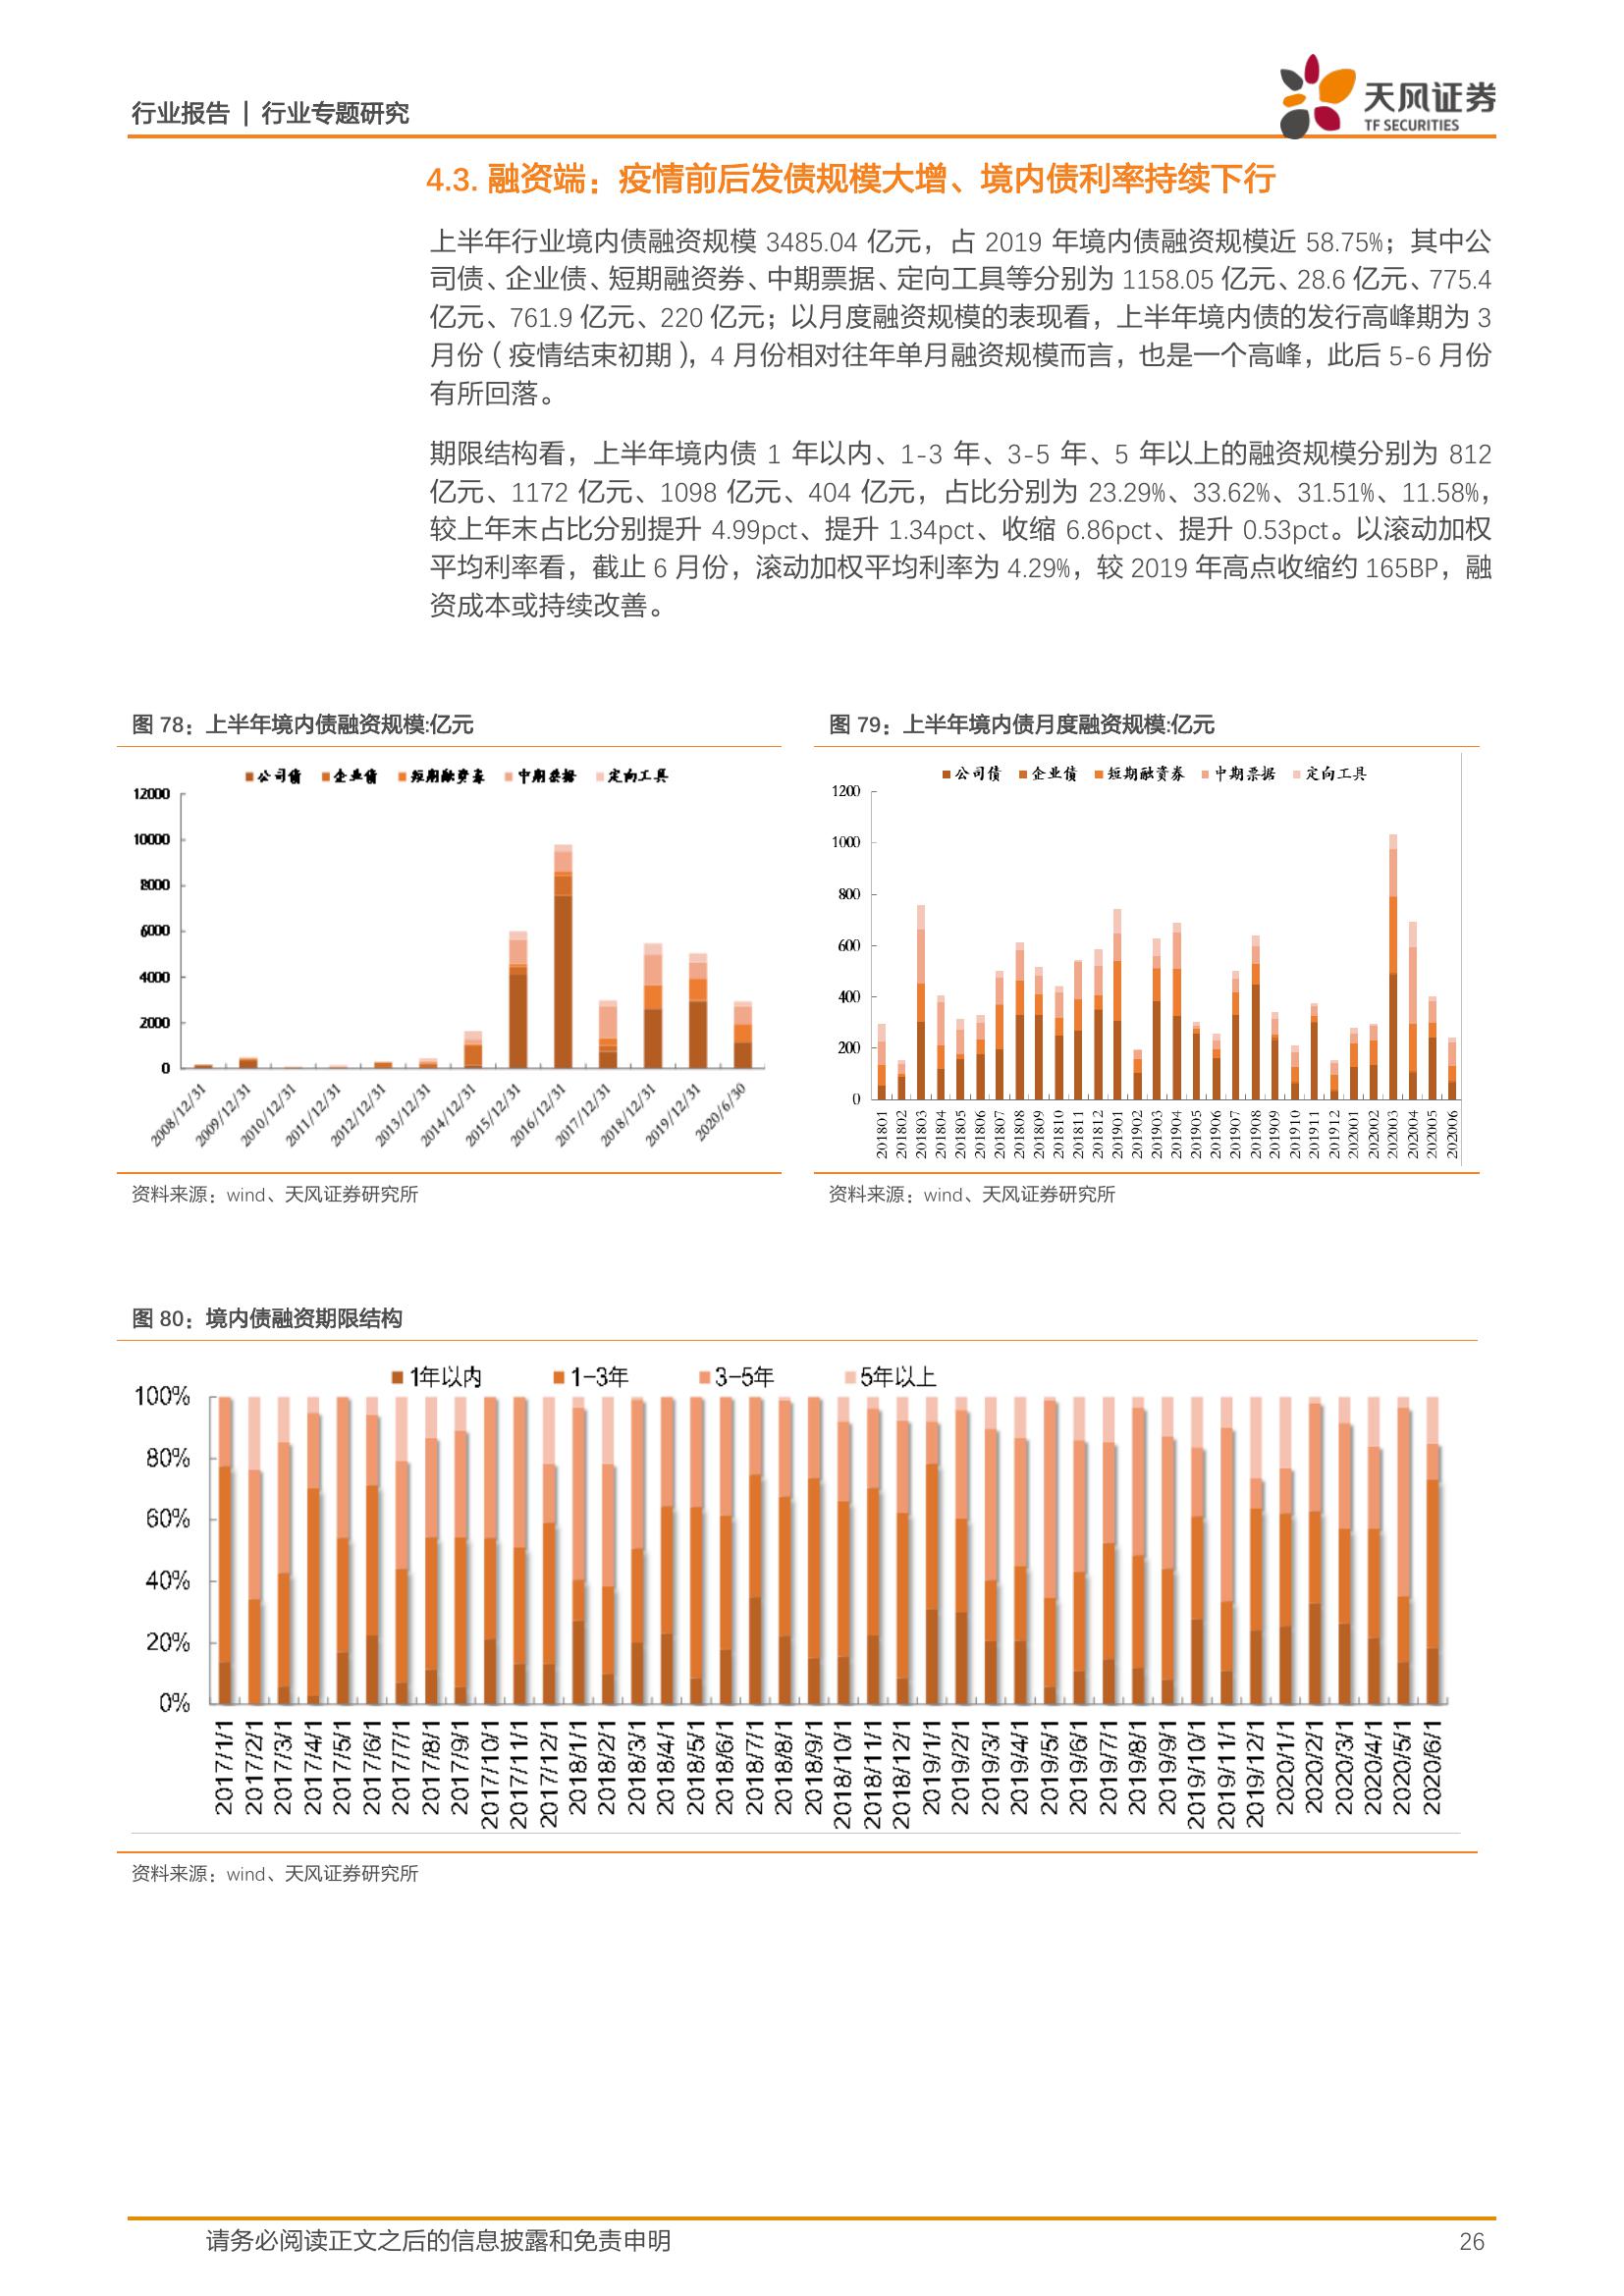 行业报告 | 行业专题研究
天风证券
TF SECURITIES
4.3. 融资端：疫情前后发债规模大增、境内债利率持续下行
上半年行业境内债融资规模 3485.04 亿元，占 2019 年境内债融资规模近 58.75%；其中公
司债、企业债、短期融资券、中期票据、定向工具等分别为 1158.05 亿元、28.6 亿元、775.4
亿元、761.9 亿元、220 亿元；以月度融资规模的表现看，上半年境内债的发行高峰期为 3
月份（疫情结束初期），4 月份相对往年单月融资规模而言，也是一个高峰，此后 5-6 月份
有所回落。
期限结构看，上半年境内债 1 年以内、1-3 年、3-5 年、5 年以上的融资规模分别为 812
亿元、1172 亿元、1098 亿元、404 亿元，占比分别为 23.29%、33.62%、31.51%、11.58%，
较上年末占比分别提升 4.99pct、提升 1.34pct、收缩 6.86pct、提升 0.53pct。以滚动加权
平均利率看，截止 6 月份，滚动加权平均利率为 4.29%，较 2019 年高点收缩约 165BP，融
资成本或持续改善。
图 78：上半年境内债融资规模:亿元
公司债 企业债 短期融资券 中期票据 定向工具
12000
10000
8000
6000
4000
2000
0
2008/12/31 2009/12/31 2010/12/31 2011/12/31 2012/12/31 2013/12/31 2014/12/31 2015/12/31 2016/12/31 2017/12/31 2018/12/31 2019/12/31 2020/6/30
资料来源：wind、天风证券研究所
图 79：上半年境内债月度融资规模:亿元
公司债 企业债 短期融资券 中期票据 定向工具
1200
1000
800
600
400
200
0
201801 201802 201803 201804 201805 201806 201807 201808 201809 201810 201811 201812 201901 201902 201903 201904 201905 201906 201907 201908 201909 201910 201911 201912 202001 202002 202003 202004 202005 202006
资料来源：wind、天风证券研究所
图 80：境内债融资期限结构
1年以内 1-3年 3-5年 5年以上
100%
80%
60%
40%
20%
0%
2017/1/1 2017/2/1 2017/3/1 2017/4/1 2017/5/1 2017/6/1 2017/7/1 2017/8/1 2017/9/1 2017/10/1 2017/11/1 2017/12/1 2018/1/1 2018/2/1 2018/3/1 2018/4/1 2018/5/1 2018/6/1 2018/7/1 2018/8/1 2018/9/1 2018/10/1 2018/11/1 2018/12/1 2019/1/1 2019/2/1 2019/3/1 2019/4/1 2019/5/1 2019/6/1 2019/7/1 2019/8/1 2019/9/1 2019/10/1 2019/11/1 2019/12/1 2020/1/1 2020/2/1 2020/3/1 2020/4/1 2020/5/1 2020/6/1
资料来源：wind、天风证券研究所
请务必阅读正文之后的信息披露和免责申明
26